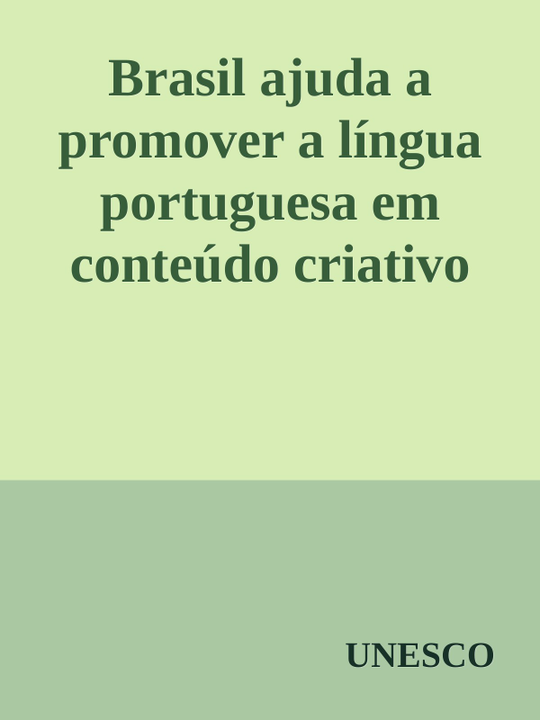 Brasil ajuda a
promover a língua
portuguesa em
conteúdo criativo
UNESCO